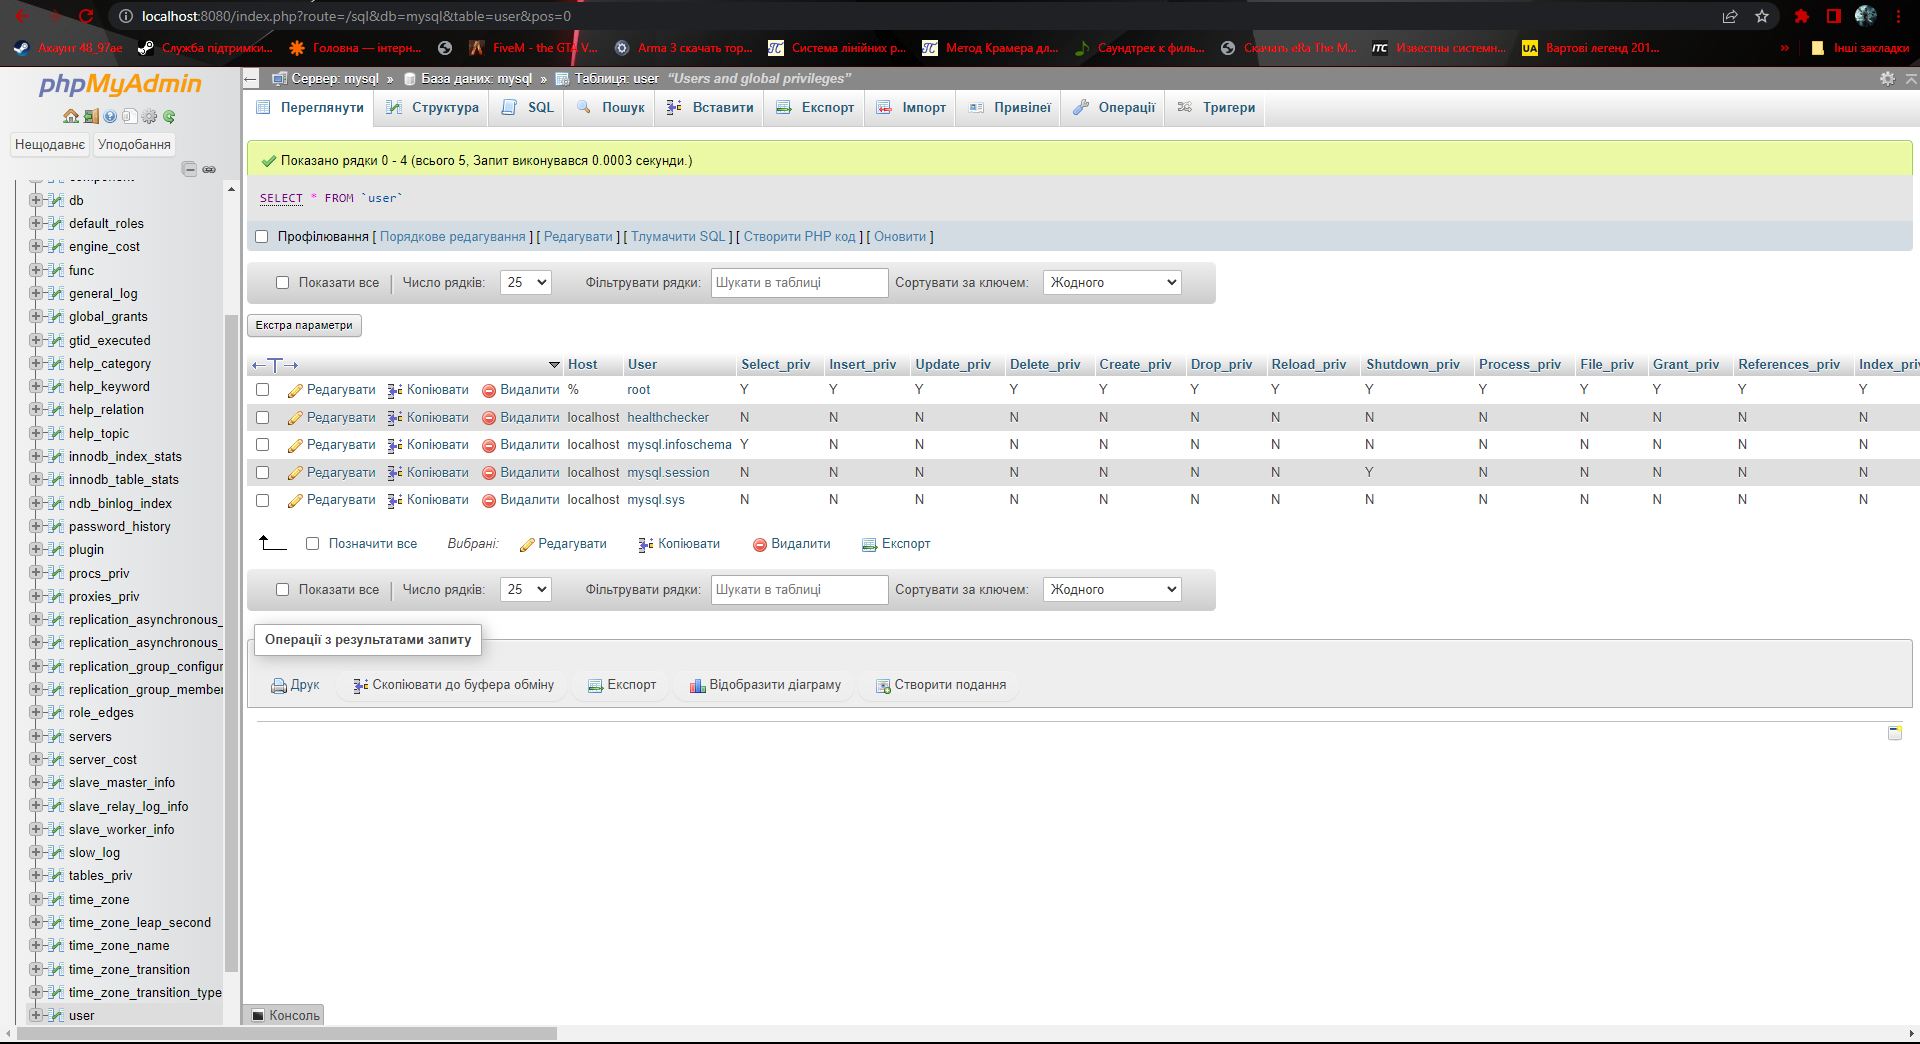 localhost:8080/index.php?route=/sql&db=mysql&table=user&pos=0
Акаунт 48_97ae
Служба підтримки...
Головна — інтерн...
FiveM - the GTA V...
Arma 3 скачать тор...
Система лінійних р...
Метод Крамера дл...
Саундтрек к филь...
Скачать eRa The M...
ITC
Известны системн...
UA
Вартові легенд 201...
»
Інші закладки
phpMyAdmin
Нещодавнє
Уподобання
db
default_roles
engine_cost
func
general_log
global_grants
gtid_executed
help_category
help_keyword
help_relation
help_topic
innodb_index_stats
innodb_table_stats
ndb_binlog_index
password_history
plugin
procs_priv
proxies_priv
replication_asynchronous_
replication_asynchronous_
replication_group_configur
replication_group_member
role_edges
servers
server_cost
slave_master_info
slave_relay_log_info
slave_worker_info
slow_log
tables_priv
time_zone
time_zone_leap_second
time_zone_name
time_zone_transition
time_zone_transition_type
user
Сервер: mysql » База даних: mysql » Таблиця: user "Users and global privileges"
Переглянути Структура SQL Пошук Вставити Експорт Імпорт Привілеї Операції Тригери
Показано рядки 0 - 4 (всього 5, Запит виконувався 0.0003 секунди.)
SELECT * FROM `user`
Профілювання [ Порядкове редагування ] [ Редагувати ] [ Тлумачити SQL ] [ Створити PHP код ] [ Оновити ]
Показати все Число рядків: 25 Фільтрувати рядки: Шукати в таблиці Сортувати за ключем: Жодного
Екстра параметри
←T→ Host User Select_priv Insert_priv Update_priv Delete_priv Create_priv Drop_priv Reload_priv Shutdown_priv Process_priv File_priv Grant_priv References_priv Index_priv
Редагувати Копіювати Видалити % root Y Y Y Y Y Y Y Y Y Y Y Y Y
Редагувати Копіювати Видалити localhost healthchecker N N N N N N N N N N N N N
Редагувати Копіювати Видалити localhost mysql.infoschema Y N N N N N N N N N N N N
Редагувати Копіювати Видалити localhost mysql.session N N N N N N N Y N N N N N
Редагувати Копіювати Видалити localhost mysql.sys N N N N N N N N N N N N N
Позначити все Вибрані: Редагувати Копіювати Видалити Експорт
Показати все Число рядків: 25 Фільтрувати рядки: Шукати в таблиці Сортувати за ключем: Жодного
Операції з результатами запиту
Друк Скопіювати до буфера обміну Експорт Відобразити діаграму Створити подання
Консоль